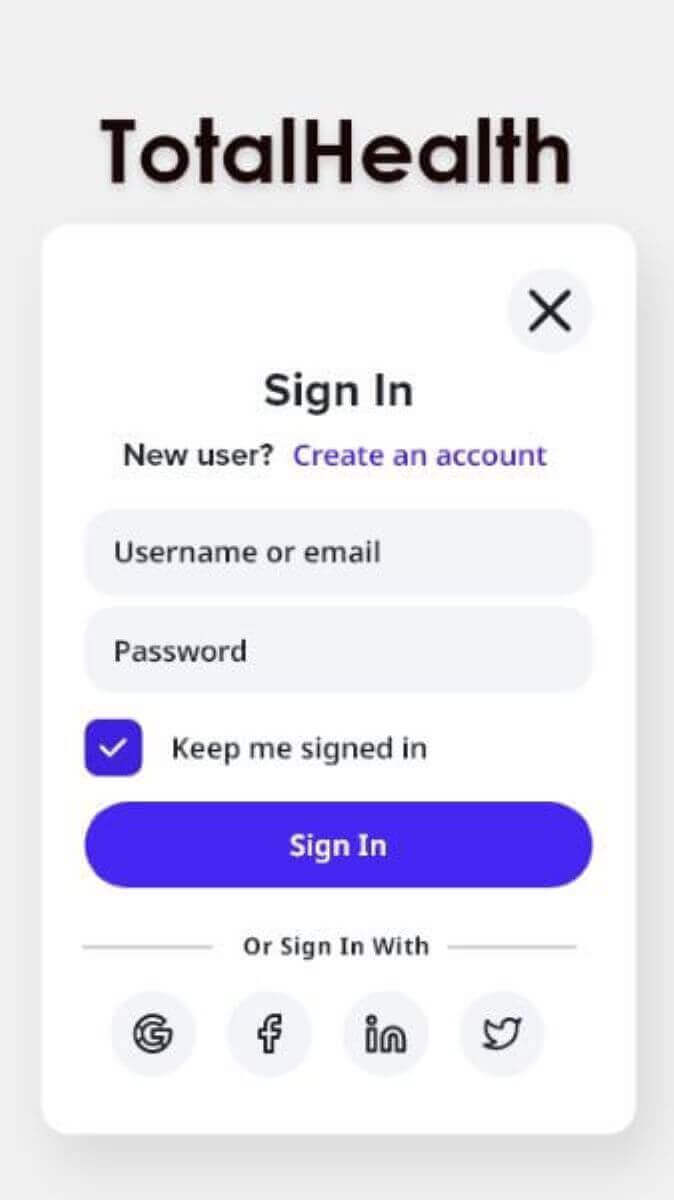 TotalHealth
Sign In
New user? Create an account
Username or email
Password
Keep me signed in
Sign In
Or Sign In With